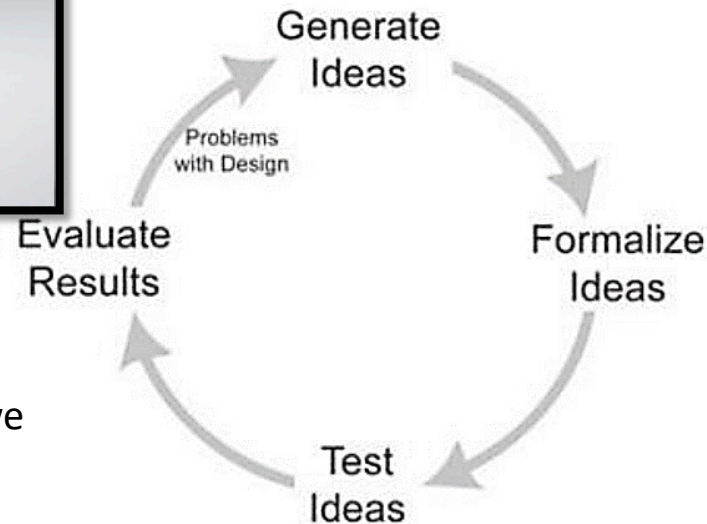 Generate
Ideas
Problems
with Design
Evaluate
Results
Formalize
Ideas
Test
Ideas